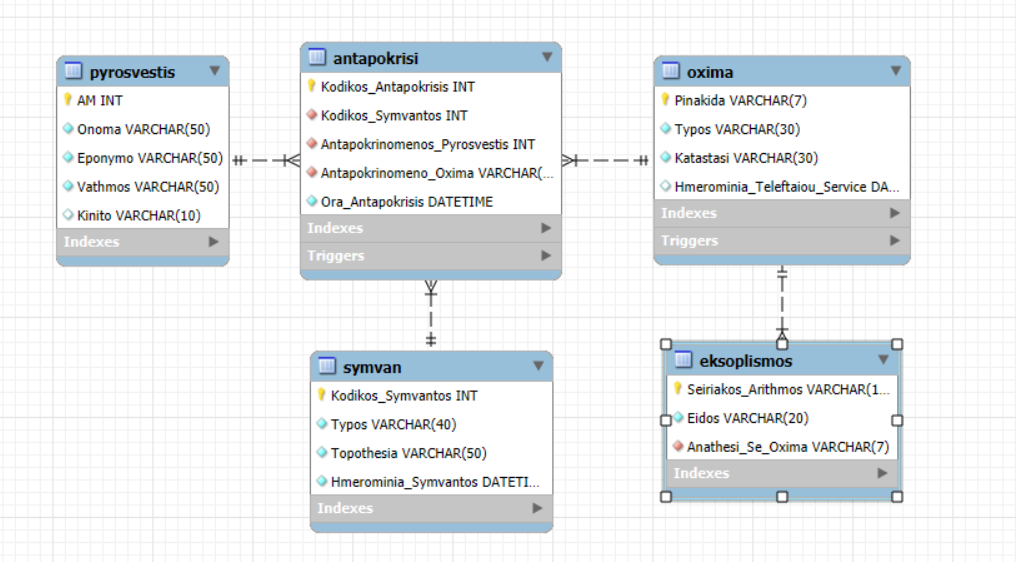 pyrosvestis
AM INT
Onoma VARCHAR(50)
Eponymo VARCHAR(50)
Vathmos VARCHAR(50)
Kinito VARCHAR(10)
Indexes
antapokrisi
Kodikos_Antapokrisis INT
Kodikos_Symvantos INT
Antapokrinomenos_Pyrosvestis INT
Antapokrinomeno_Oxima VARCHAR(...
Ora_Antapokrisis DATETIME
Indexes
Triggers
oxima
Pinakida VARCHAR(7)
Typos VARCHAR(30)
Katastasi VARCHAR(30)
Hmerominia_Teleftaiou_Service DA...
Indexes
Triggers
symvan
Kodikos_Symvantos INT
Typos VARCHAR(40)
Topothesia VARCHAR(50)
Hmerominia_Symvantos DATETI...
Indexes
eksoplismos
Seiriakos_Arithmos VARCHAR(1...
Eidos VARCHAR(20)
Anathesi_Se_Oxima VARCHAR(7)
Indexes